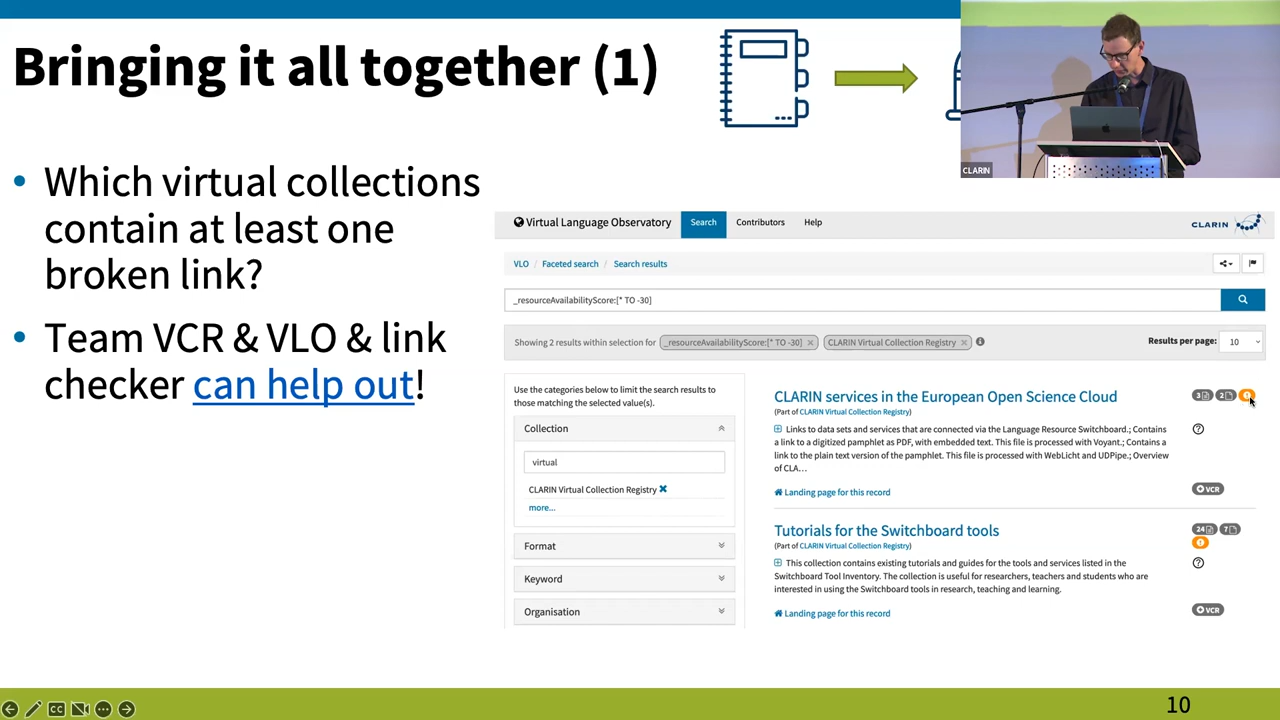 Bringing it all together (1)
CLARIN
• Which virtual collections
contain at least one
broken link?
• Team VCR & VLO & link
checker can help out!
Virtual Language Observatory
Search
Contributors
Help
CLARIN
VLO / Faceted search / Search results
_resourceAvailabilityScore:[* TO -30]
Showing 2 results within selection for _resourceAvailabilityScore:[* TO -30] × CLARIN Virtual Collection Registry ×
Results per page: 10
Use the categories below to limit the search results to
those matching the selected value(s).
Collection
virtual
CLARIN Virtual Collection Registry ✖
more...
Format
Keyword
Organisation
CLARIN services in the European Open Science Cloud
3 2
(Part of CLARIN Virtual Collection Registry)
Links to data sets and services that are connected via the Language Resource Switchboard.; Contains
a link to a digitized pamphlet as PDF, with embedded text. This file is processed with Voyant.; Contains a
link to the plain text version of the pamphlet. This file is processed with WebLicht and UDPipe.; Overview
of CLA...
Landing page for this record
VCR
Tutorials for the Switchboard tools
24 7
(Part of CLARIN Virtual Collection Registry)
This collection contains existing tutorials and guides for the tools and services listed in the
Switchboard Tool Inventory. The collection is useful for researchers, teachers and students who are
interested in using the Switchboard tools in research, teaching and learning.
Landing page for this record
VCR
CC
10